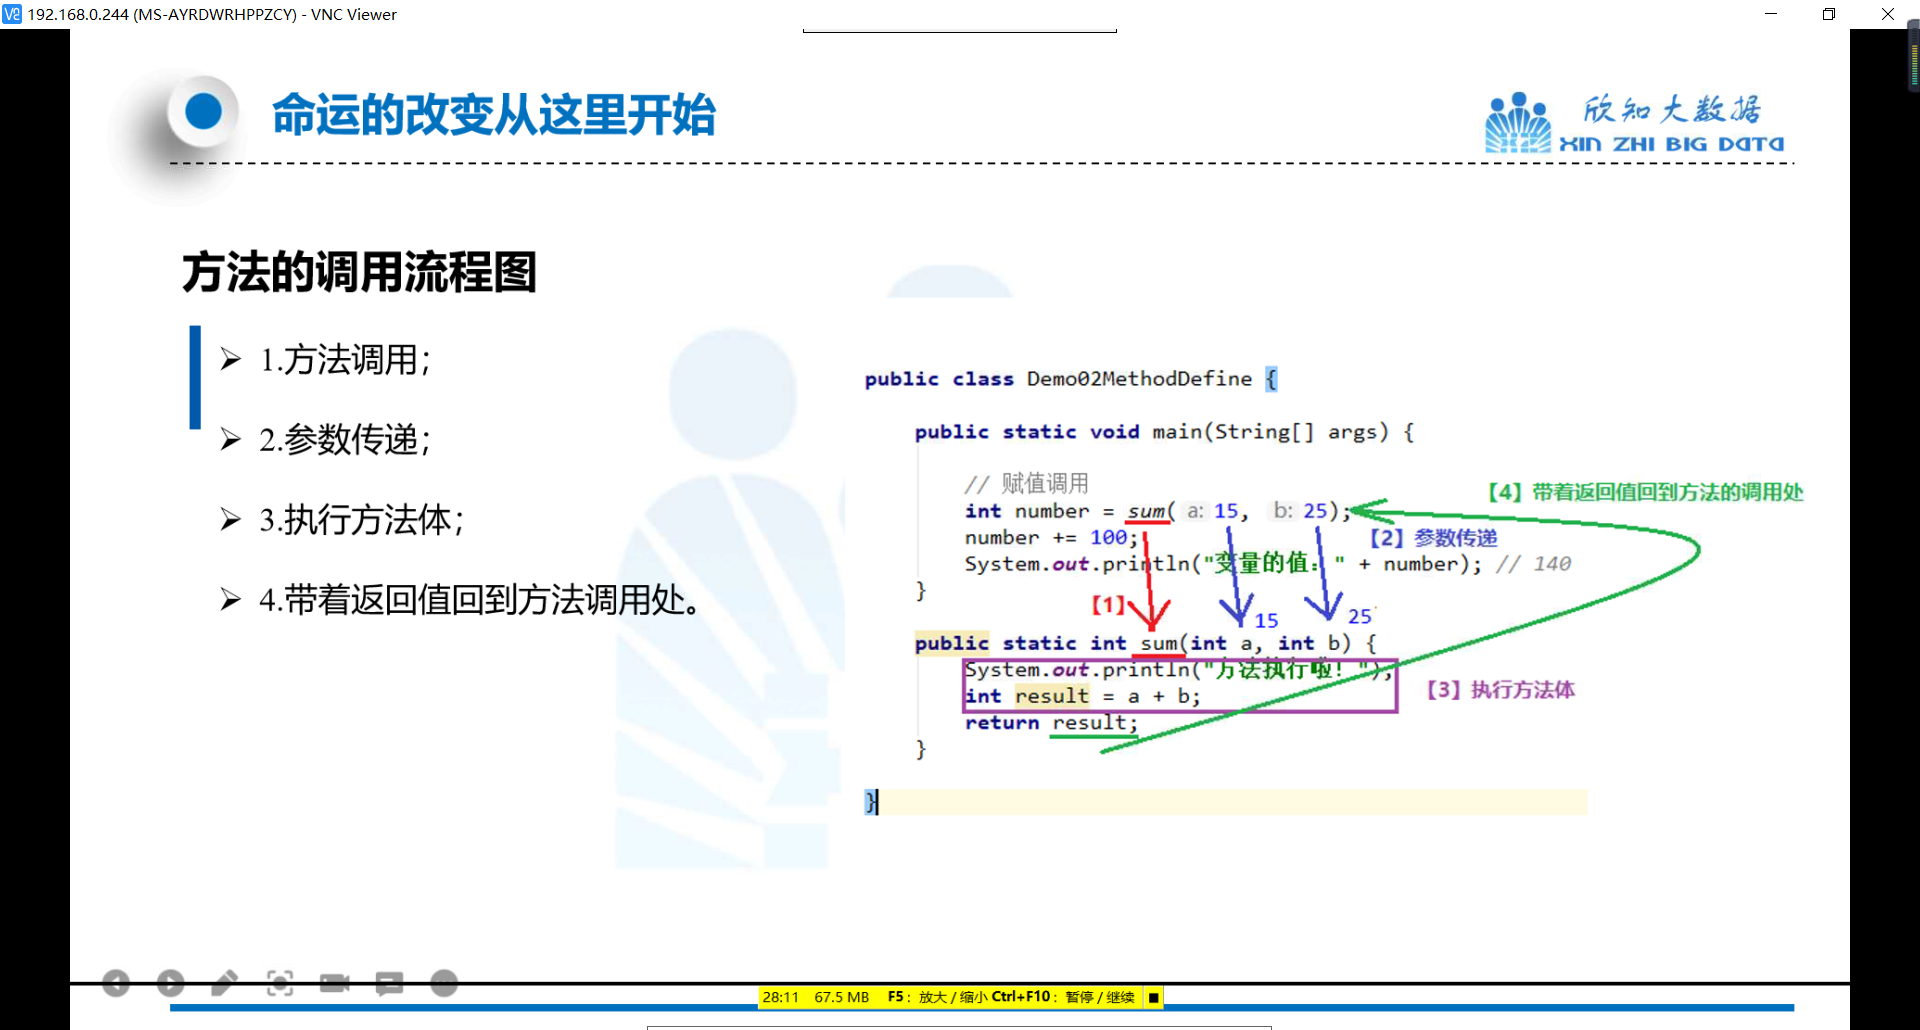 192.168.0.244 (MS-AYRDWRHPPZCY) - VNC Viewer
命运的改变从这里开始
欣知大数据
XIN ZHI BIG DATA
方法的调用流程图
1.方法调用；
2.参数传递；
3.执行方法体；
4.带着返回值回到方法调用处。
public class Demo02MethodDefine {
public static void main(String[] args) {
// 赋值调用
【4】带着返回值回到方法的调用处
int number = sum( a: 15, b: 25);
number += 100;
【2】参数传递
System.out.println("变量的值：" + number); // 140
}
【1】
15
25
public static int sum(int a, int b) {
System.out.println("方法执行啦！");
int result = a + b;
【3】执行方法体
return result;
}
}
28:11 67.5 MB F5：放大 / 缩小 Ctrl+F10：暂停 / 继续